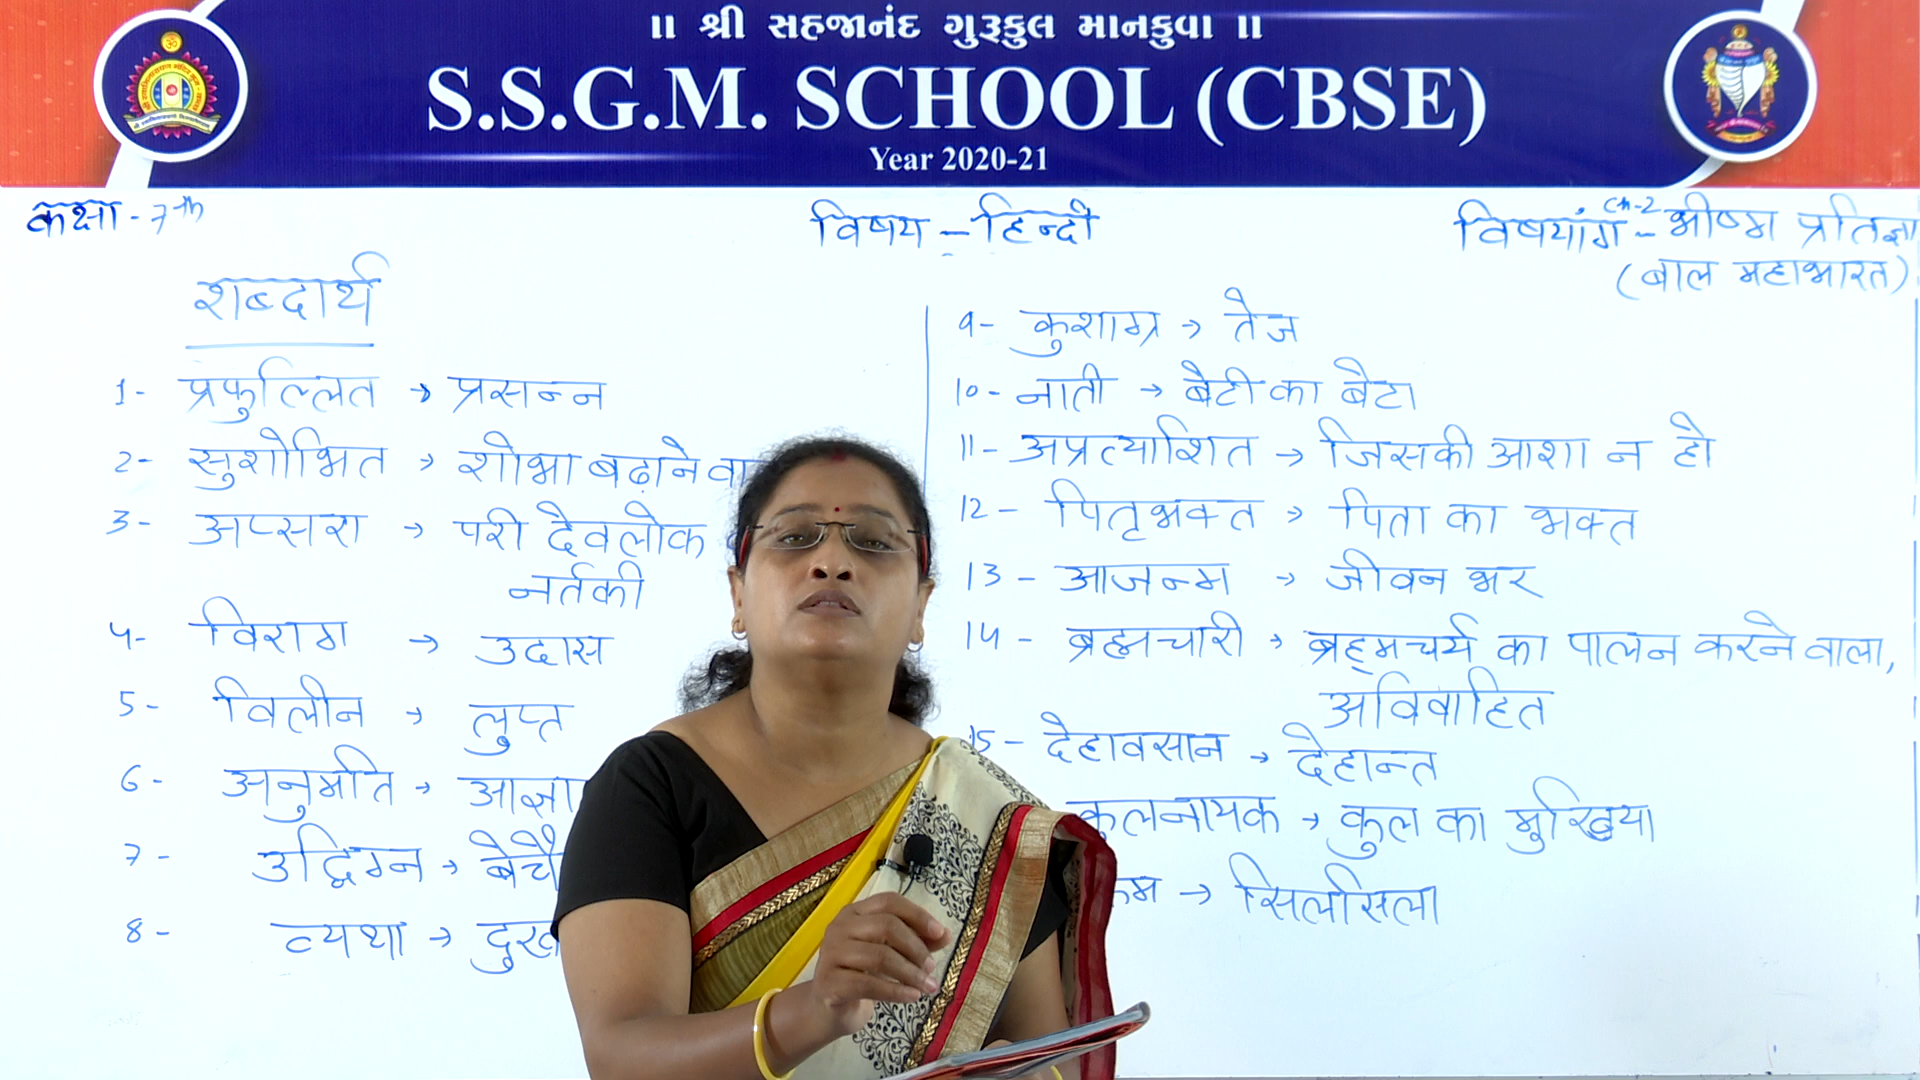 ॥ શ્રી સહજાનંદ ગુરૂકુલ માનકુવા ॥
S.S.G.M. SCHOOL (CBSE)
Year 2020-21
कक्षा - 7th
विषय - हिन्दी
विषयांग - Ch-2 भीष्म प्रतिज्ञा
(बाल महाभारत)
शब्दार्थ
1- प्रफुल्लित → प्रसन्न
2- सुशोभित → शोभा बढ़ाने
3- अप्सरा → परी देवलोक
नर्तकी
4- विराग → उदास
5- विलीन → लुप्त
6- अनुमति → आज्ञा
7- उद्विग्न →
8- व्यथा → दुख
9- कुशाग्र → तेज
10- नाती → बेटी का बेटा
11- अप्रत्याशित → जिसकी आशा न हो
12- पितृभक्त → पिता का भक्त
13- आजन्म → जीवन भर
14- ब्रह्मचारी → ब्रह्मचर्य का पालन करने वाला,
अविवाहित
15- देहावसान → देहान्त
कुलनायक → कुल का मुखिया
→ सिलसिला